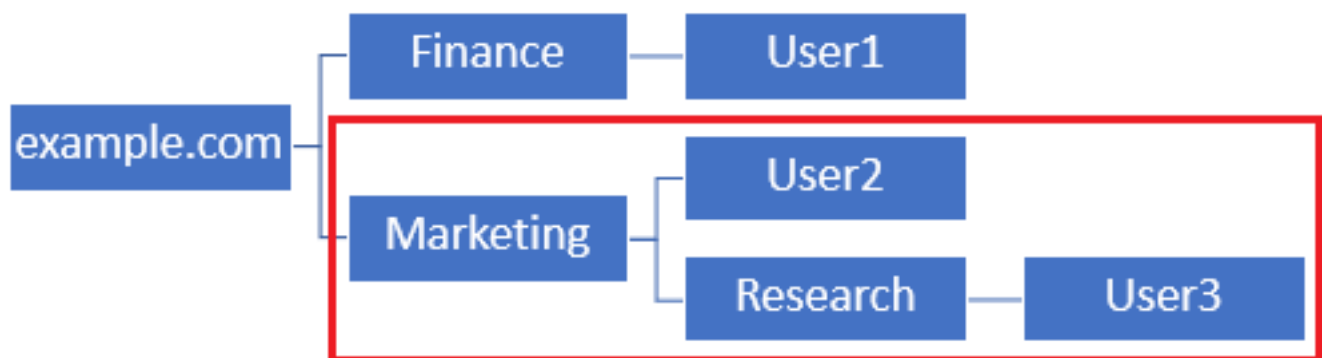 Finance
User1
example.com
User2
Marketing
Research
User3